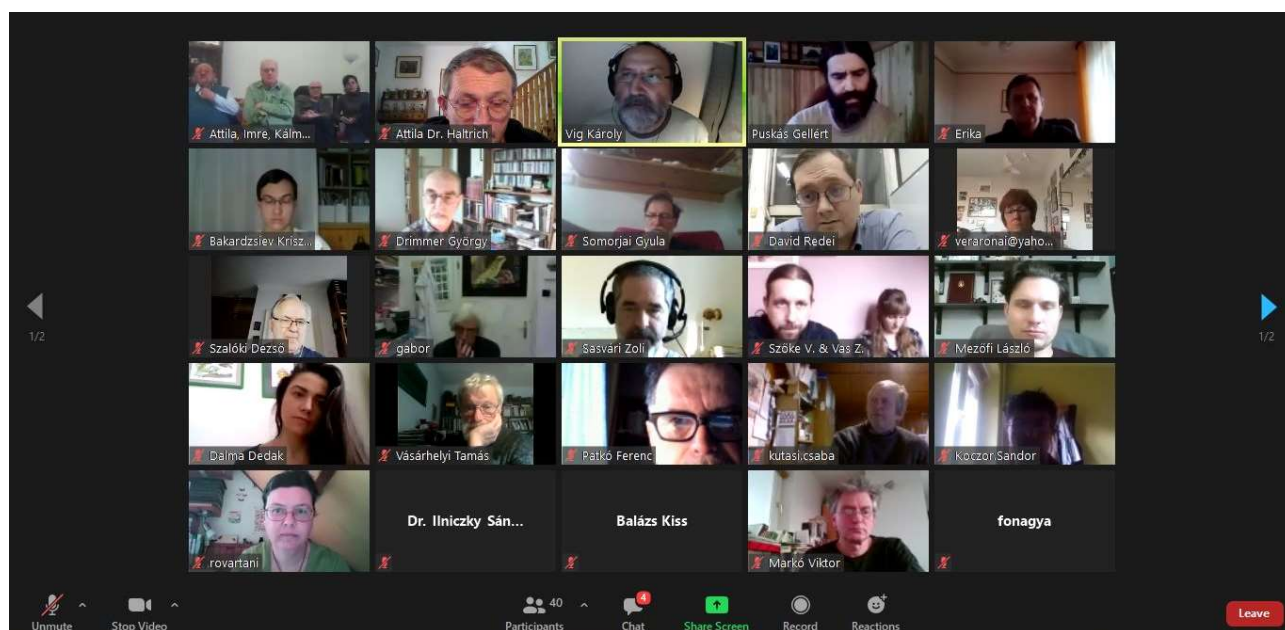 Attila, Imre, Kálm...
Attila Dr. Haltrich
Vig Károly
Puskás Gellért
Erika
Bakardzsiev Krisz...
Drimmer György
Somorjai Gyula
David Redei
veraronai@yaho...
1/2
Szalóki Dezső
gabor
Sasvári Zoli
Szőke V. & Vas Z.
Mezőfi László
1/2
Dalma Dedak
Vásárhelyi Tamás
Patkó Ferenc
kutasi.csaba
Koczor Sandor
rovartani
Dr. Ilniczky Sán...
Balázs Kiss
Markó Viktor
fonagya
Unmute
Stop Video
40
Participants
4
Chat
Share Screen
Record
Reactions
Leave